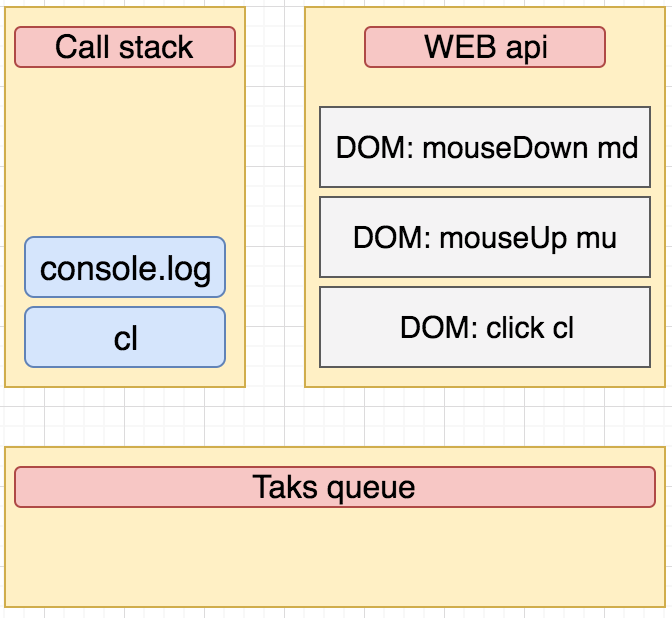 Call stack
console.log
cl
WEB api
DOM: mouseDown md
DOM: mouseUp mu
DOM: click cl
Taks queue